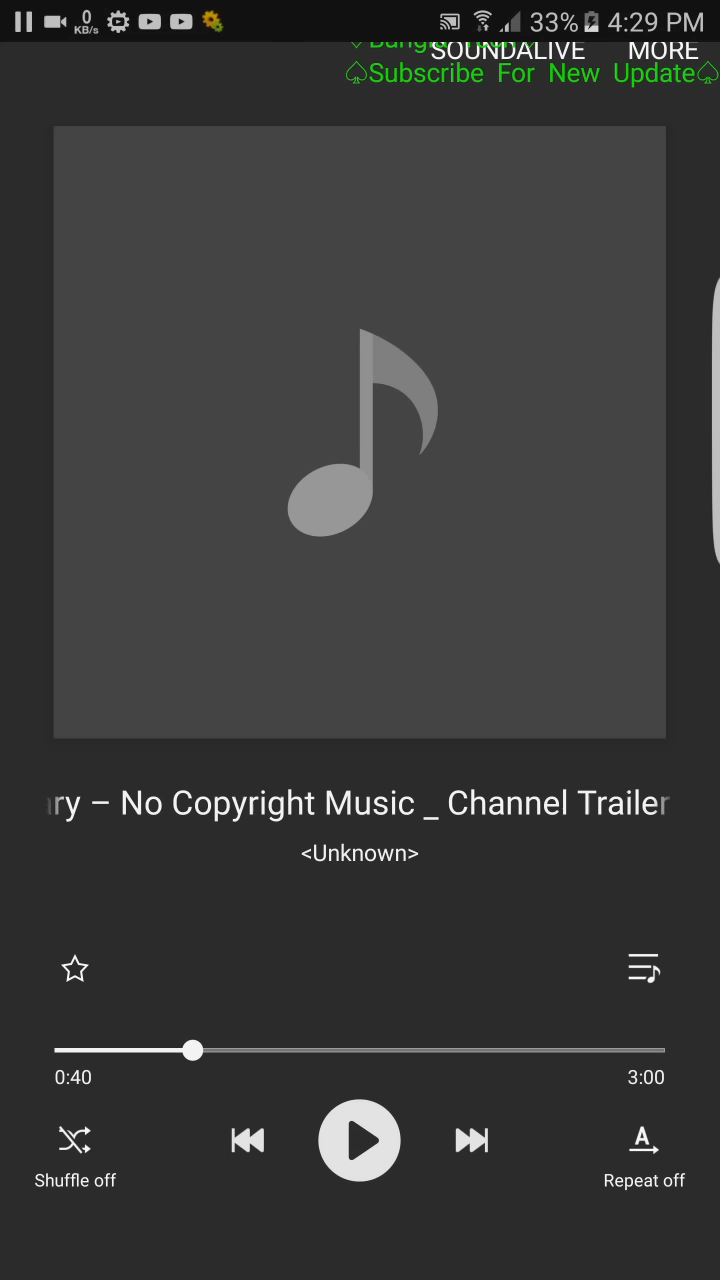 0
KB/s
33%
4:29 PM
SOUNDALIVE MORE
♤Subscribe For New Update♤
ry – No Copyright Music _ Channel Trailer
<Unknown>
0:40
3:00
Shuffle off
A
Repeat off